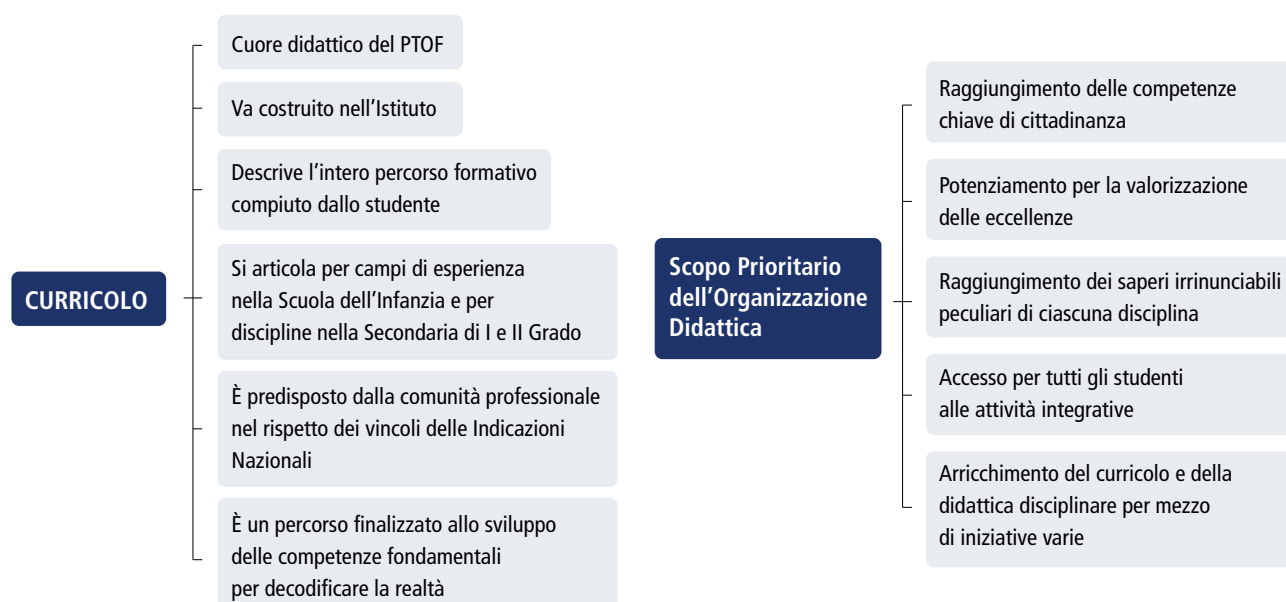 CURRICOLO
Cuore didattico del PTOF
Va costruito nell'Istituto
Descrive l'intero percorso formativo
compiuto dallo studente
Si articola per campi di esperienza
nella Scuola dell'Infanzia e per
discipline nella Secondaria di I e II Grado
È predisposto dalla comunità professionale
nel rispetto dei vincoli delle Indicazioni
Nazionali
È un percorso finalizzato allo sviluppo
delle competenze fondamentali
per decodificare la realtà
Scopo Prioritario
dell'Organizzazione
Didattica
Raggiungimento delle competenze
chiave di cittadinanza
Potenziamento per la valorizzazione
delle eccellenze
Raggiungimento dei saperi irrinunciabili
peculiari di ciascuna disciplina
Accesso per tutti gli studenti
alle attività integrative
Arricchimento del curricolo e della
didattica disciplinare per mezzo
di iniziative varie